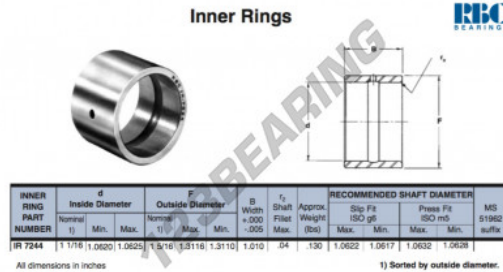 Inner Rings
RBC
BEARINGS
B
r₂
d
F
123BEARING
INNER RING PART NUMBER
d Inside Diameter
F Outside Diameter
B Width +.000 -.005
r₂ Shaft Fillet Max.
Approx. Weight (lbs)
RECOMMENDED SHAFT DIAMETER
MS 51962 suffix
Slip Fit ISO g6
Press Fit ISO m5
Nominal 1) Min. Max. Nominal 1) Max. Min. Max. Min. Max. Min.
IR 7244 1 1/16 1.0620 1.0625 1 5/16 1.3116 1.3110 1.010 .04 .130 1.0622 1.0617 1.0632 1.0628
All dimensions in inches
1) Sorted by outside diameter.